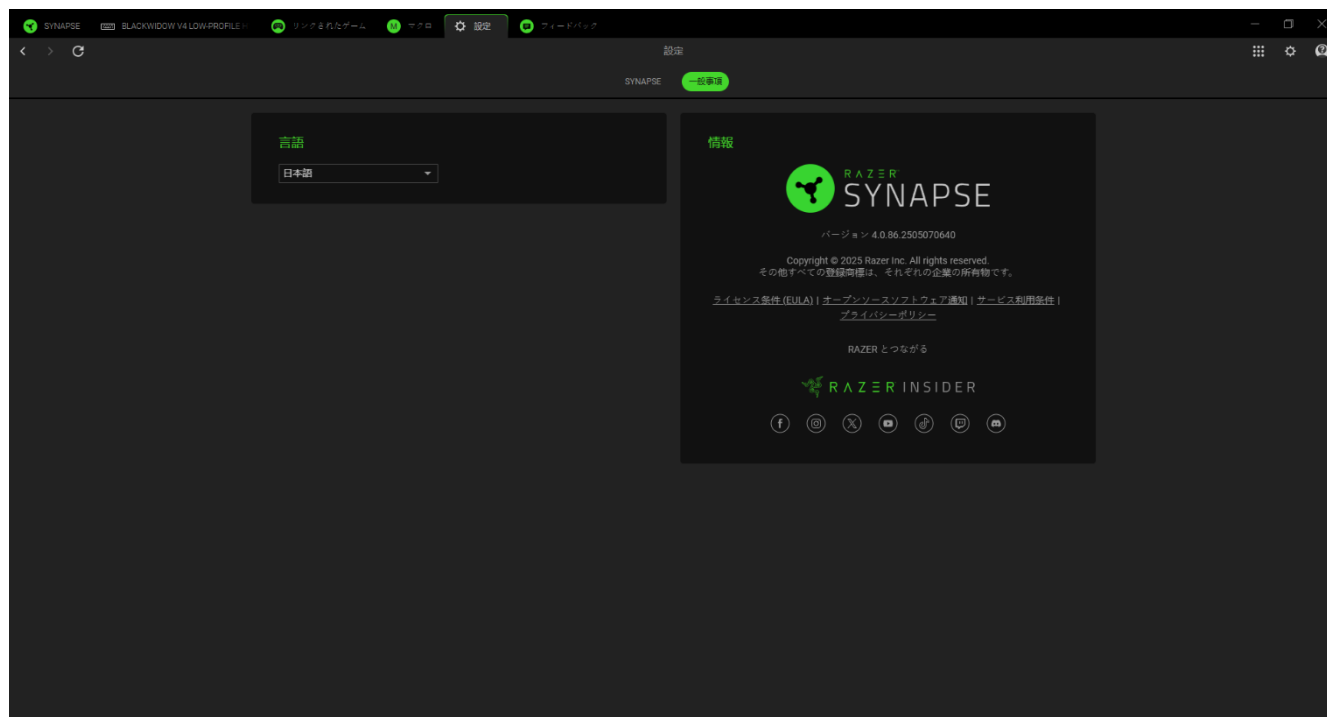 SYNAPSE
BLACKWIDOW V4 LOW-PROFILE H
リンクされたゲーム
マクロ
設定
フィードバック
設定
SYNAPSE
一般事項
言語
日本語
情報
RAZER
SYNAPSE
バージョン 4.0.86.2505070640
Copyright © 2025 Razer Inc. All rights reserved.
その他すべての登録商標は、それぞれの企業の所有物です。
ライセンス条件 (EULA) | オープンソースソフトウェア通知 | サービス利用条件 |
プライバシーポリシー
RAZER とつながる
RAZER INSIDER